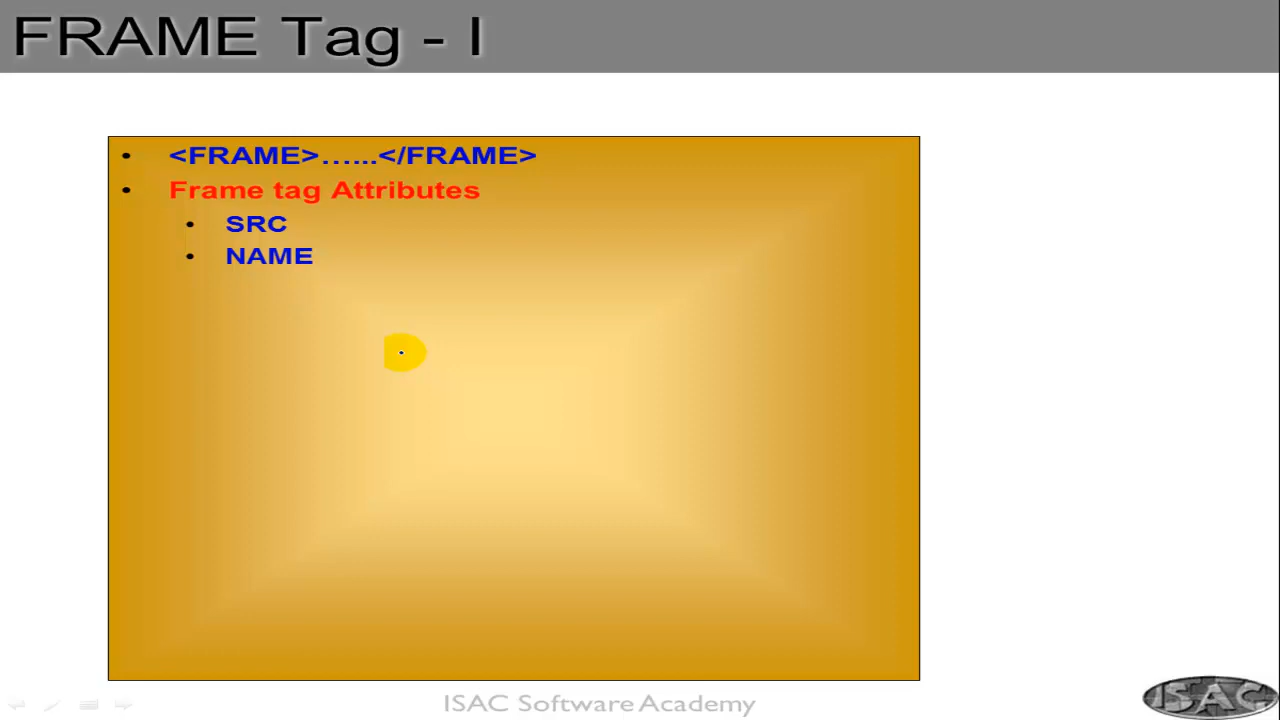 FRAME Tag - I
• <FRAME>…...</FRAME>
• Frame tag Attributes
• SRC
• NAME
ISAC Software Academy
ISAC